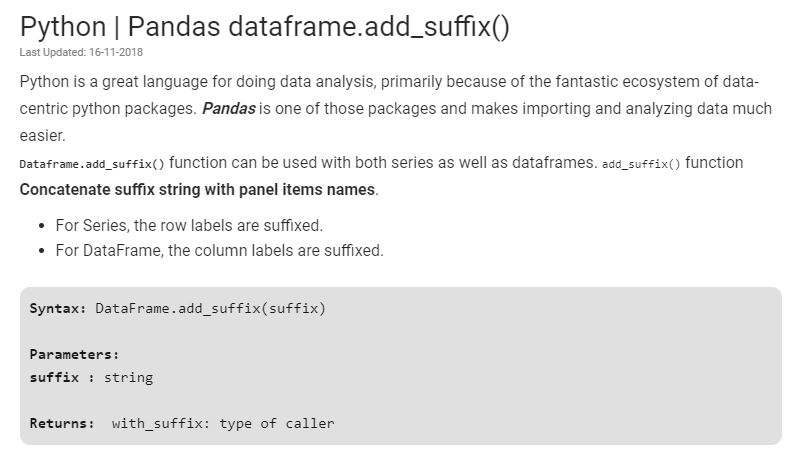 Python | Pandas dataframe.add_suffix()
Last Updated: 16-11-2018
Python is a great language for doing data analysis, primarily because of the fantastic ecosystem of data-
centric python packages. Pandas is one of those packages and makes importing and analyzing data much
easier.
Dataframe.add_suffix() function can be used with both series as well as dataframes. add_suffix() function
Concatenate suffix string with panel items names.
• For Series, the row labels are suffixed.
• For DataFrame, the column labels are suffixed.
Syntax: DataFrame.add_suffix(suffix)
Parameters:
suffix : string
Returns: with_suffix: type of caller